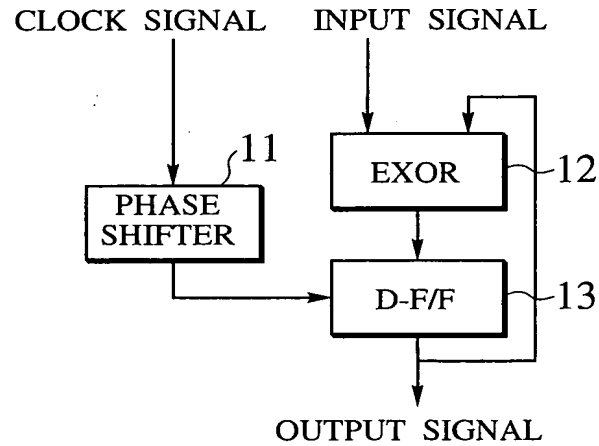 CLOCK SIGNAL
INPUT SIGNAL
11
EXOR
12
PHASE
SHIFTER
D-F/F
13
OUTPUT SIGNAL